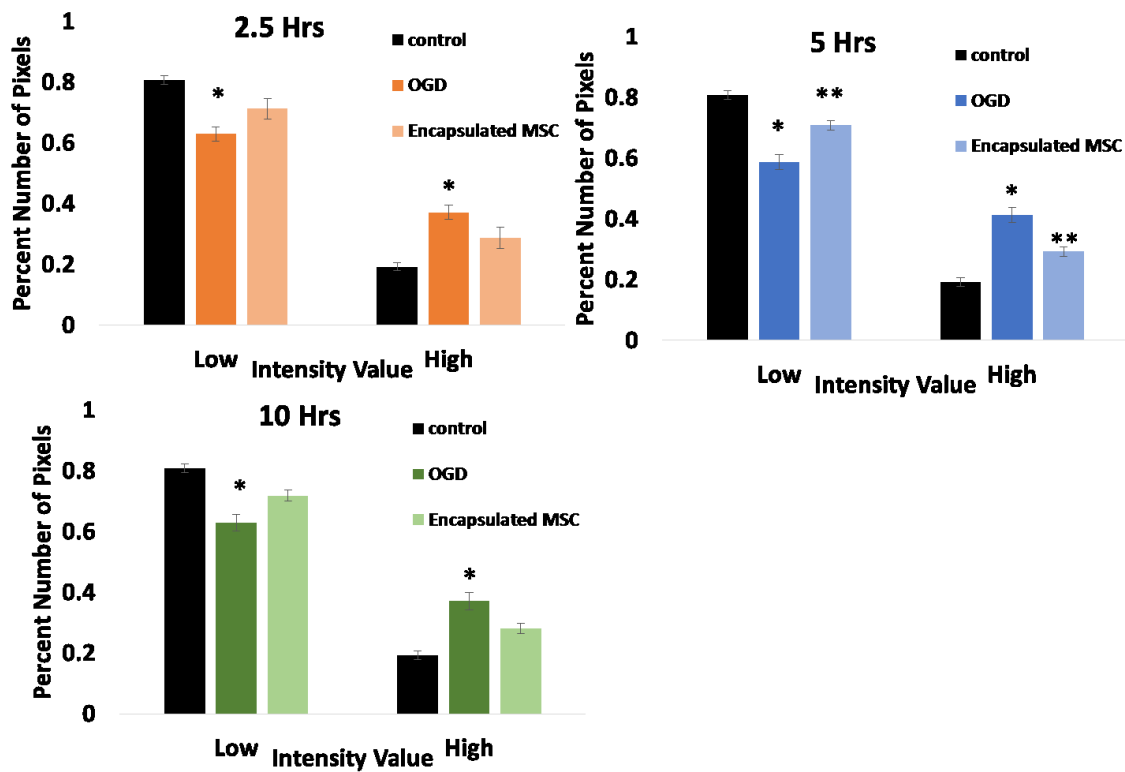 2.5 Hrs
Percent Number of Pixels
1
0.8
0.6
0.4
0.2
0
control
OGD
Encapsulated MSC
*
*
Low
Intensity Value
High
5 Hrs
Percent Number of Pixels
1
0.8
0.6
0.4
0.2
0
control
OGD
Encapsulated MSC
*
**
*
**
Low
Intensity Value
High
10 Hrs
Percent Number of Pixels
1
0.8
0.6
0.4
0.2
0
control
OGD
Encapsulated MSC
*
*
Low
Intensity Value
High